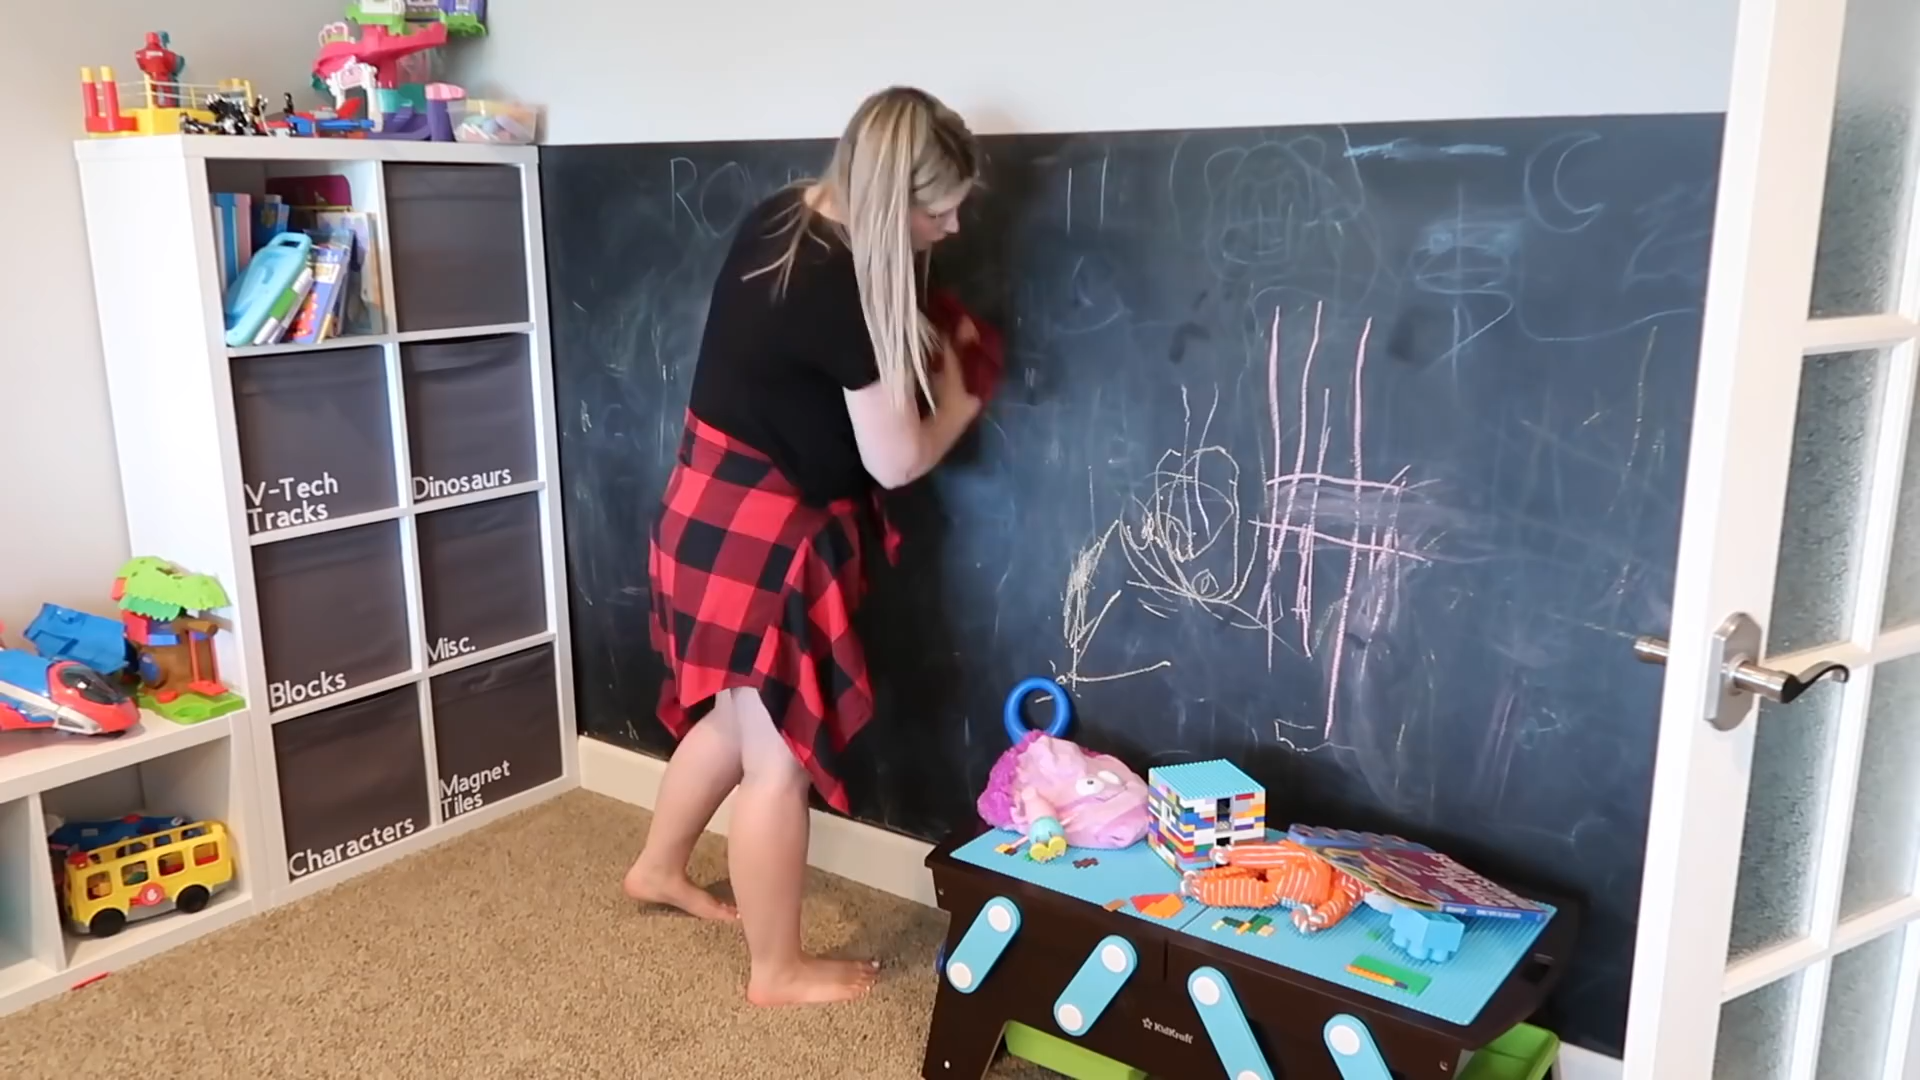 V-Tech
Tracks
Dinosaurs
Blocks
Misc.
Characters
Magnet
Tiles
KidKraft